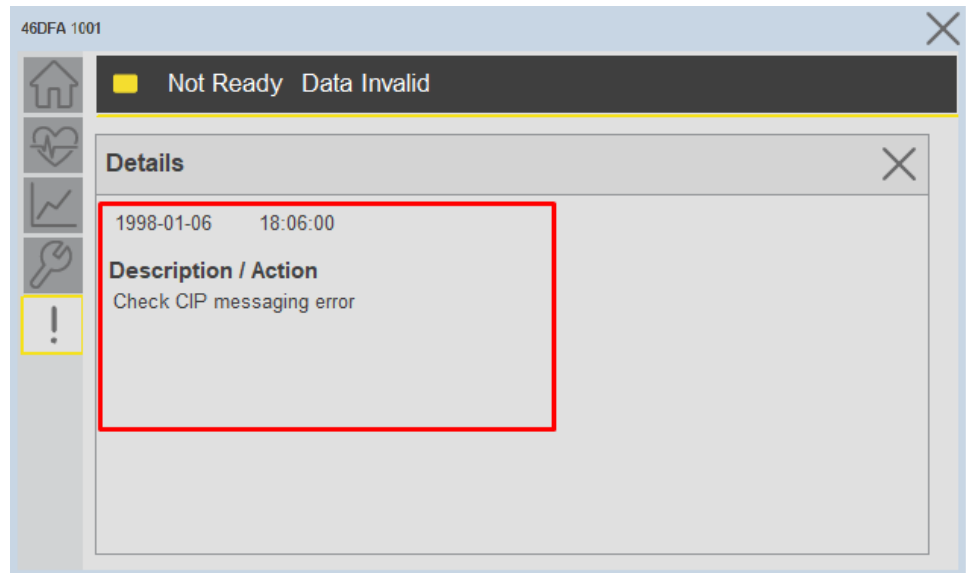 46DFA 1001
Not Ready Data Invalid
Details
1998-01-06 18:06:00
Description / Action
Check CIP messaging error